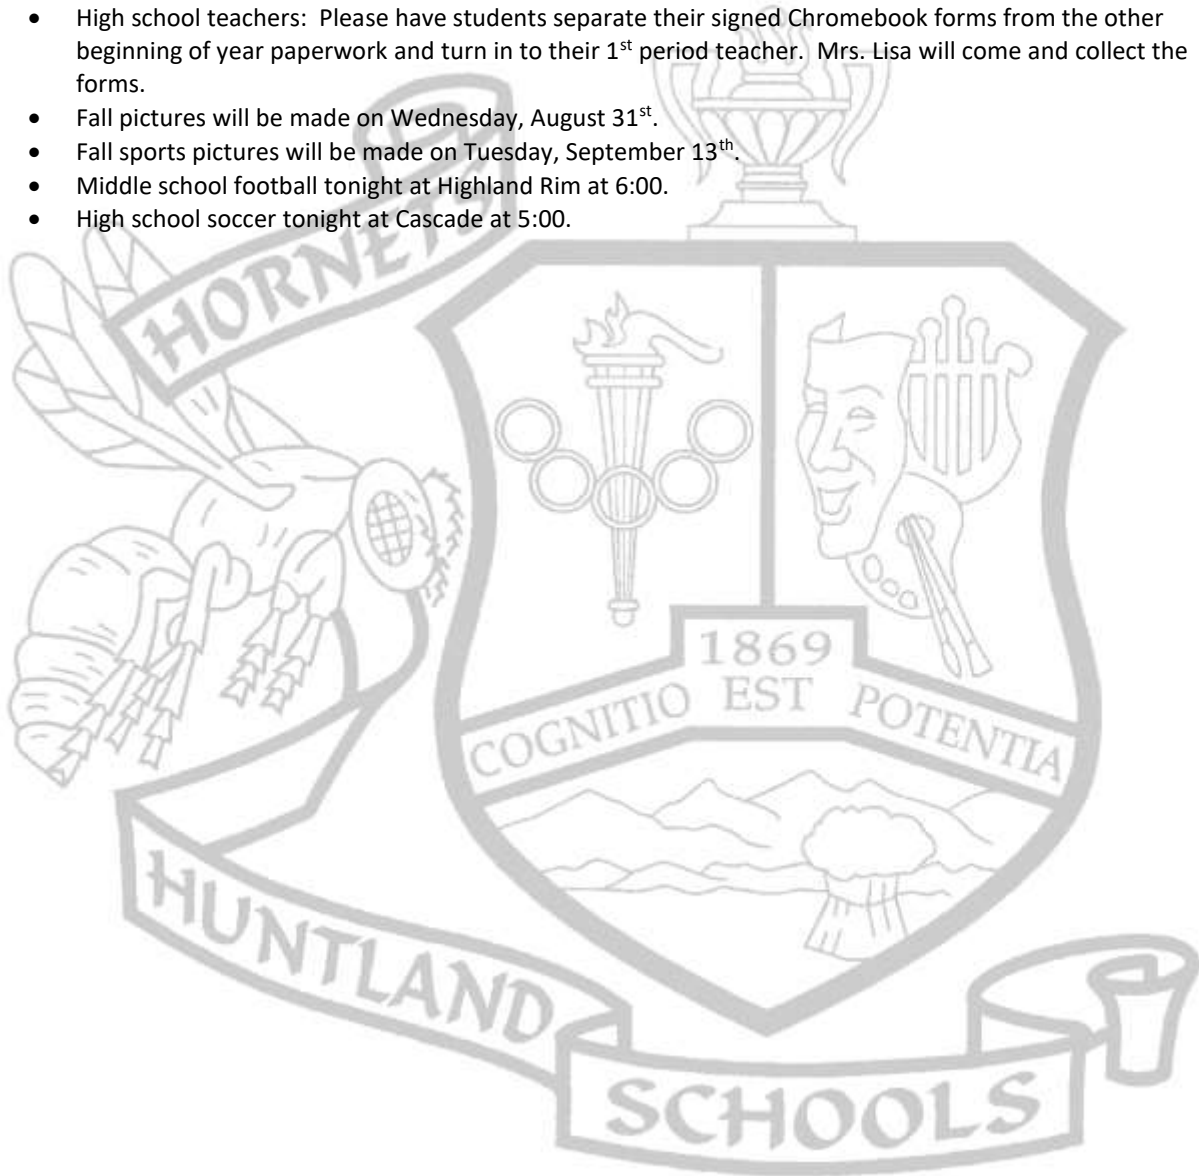 • High school teachers:  Please have students separate their signed Chromebook forms from the other
beginning of year paperwork and turn in to their 1st period teacher.  Mrs. Lisa will come and collect the
forms.
• Fall pictures will be made on Wednesday, August 31st.
• Fall sports pictures will be made on Tuesday, September 13th.
• Middle school football tonight at Highland Rim at 6:00.
• High school soccer tonight at Cascade at 5:00.
HORNETS
1869
COGNITIO EST POTENTIA
HUNTLAND
SCHOOLS